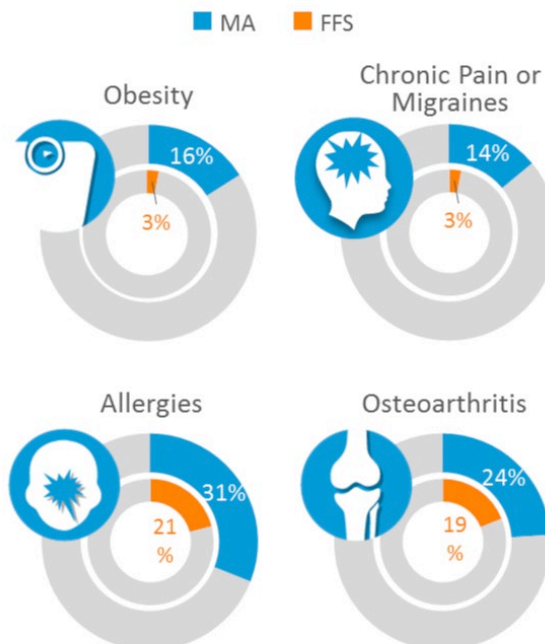 MA FFS
Obesity
16%
3%
Chronic Pain or
Migraines
14%
3%
Allergies
31%
21
%
Osteoarthritis
24%
19
%